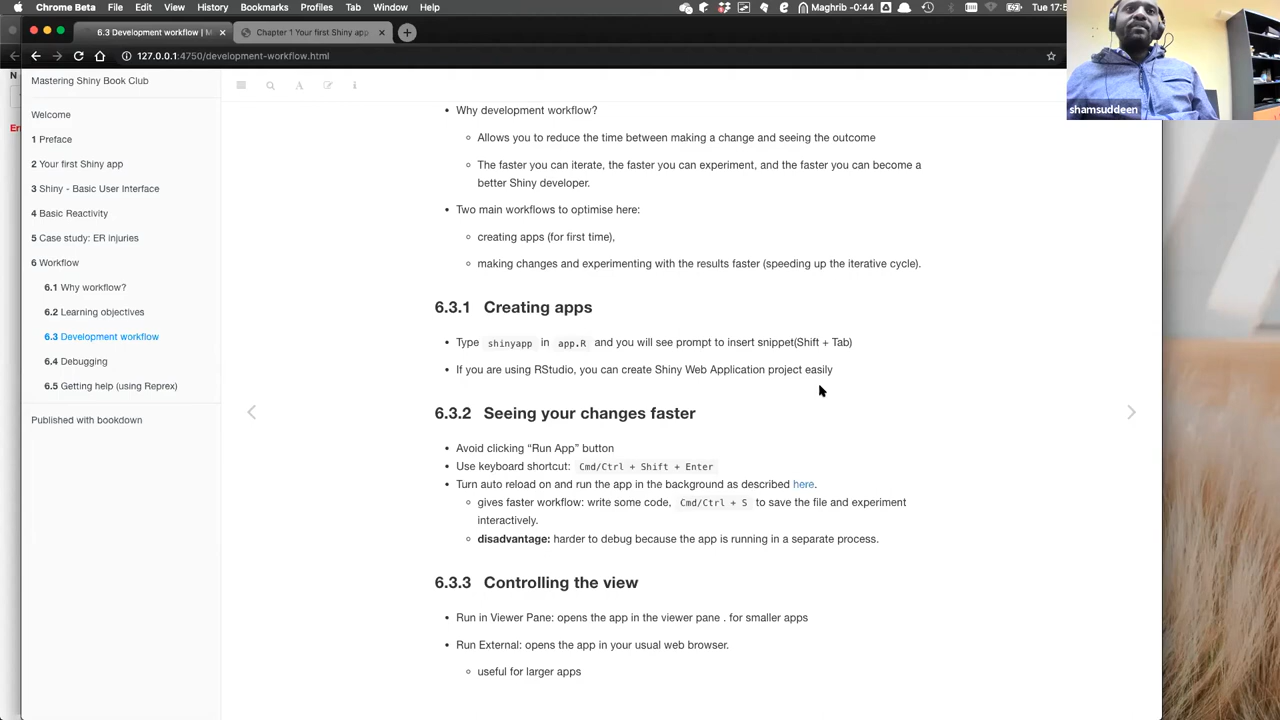 Chrome Beta File Edit View History Bookmarks Profiles Tab Window Help Maghrib -0:44 Tue 17:5
6.3 Development workflow | M × Chapter 1 Your first Shiny app × +
127.0.0.1:4750/development-workflow.html
N
Er
shamsuddeen
Mastering Shiny Book Club
Welcome
1 Preface
2 Your first Shiny app
3 Shiny - Basic User Interface
4 Basic Reactivity
5 Case study: ER injuries
6 Workflow
6.1 Why workflow?
6.2 Learning objectives
6.3 Development workflow
6.4 Debugging
6.5 Getting help (using Reprex)
Published with bookdown
• Why development workflow?
Allows you to reduce the time between making a change and seeing the outcome
The faster you can iterate, the faster you can experiment, and the faster you can become a
better Shiny developer.
• Two main workflows to optimise here:
creating apps (for first time),
making changes and experimenting with the results faster (speeding up the iterative cycle).
6.3.1 Creating apps
• Type shinyapp in app.R and you will see prompt to insert snippet(Shift + Tab)
• If you are using RStudio, you can create Shiny Web Application project easily
6.3.2 Seeing your changes faster
• Avoid clicking “Run App” button
• Use keyboard shortcut: Cmd/Ctrl + Shift + Enter
• Turn auto reload on and run the app in the background as described here.
gives faster workflow: write some code, Cmd/Ctrl + S to save the file and experiment
interactively.
disadvantage: harder to debug because the app is running in a separate process.
6.3.3 Controlling the view
• Run in Viewer Pane: opens the app in the viewer pane . for smaller apps
• Run External: opens the app in your usual web browser.
useful for larger apps